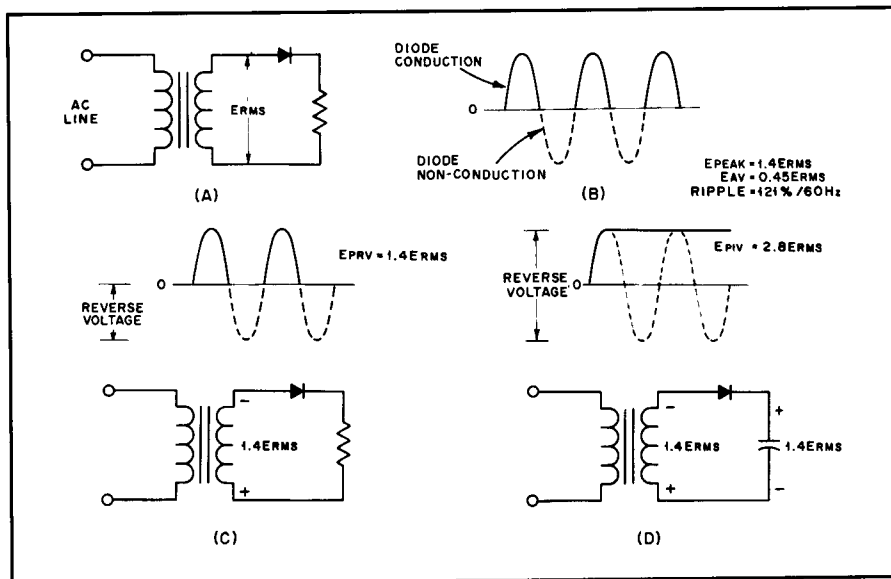 AC
LINE
ERMS
(A)
DIODE
CONDUCTION
0
DIODE
NON-CONDUCTION
(B)
EPEAK = 1.4ERMS
EAV = 0.45ERMS
RIPPLE = 121%/60Hz
EPRV = 1.4ERMS
0
REVERSE
VOLTAGE
-
1.4ERMS
+
(C)
EPIV = 2.8ERMS
REVERSE
VOLTAGE
0
-
1.4ERMS
+
+
1.4ERMS
-
(D)